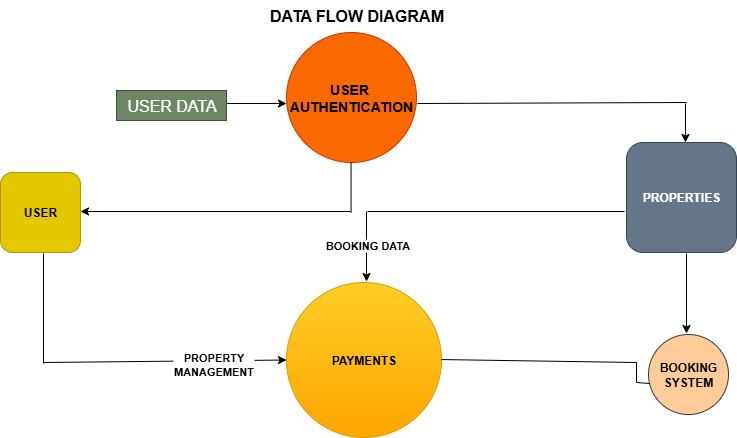 DATA FLOW DIAGRAM
USER
AUTHENTICATION
USER DATA
USER
PROPERTIES
BOOKING DATA
PROPERTY
MANAGEMENT
PAYMENTS
BOOKING
SYSTEM